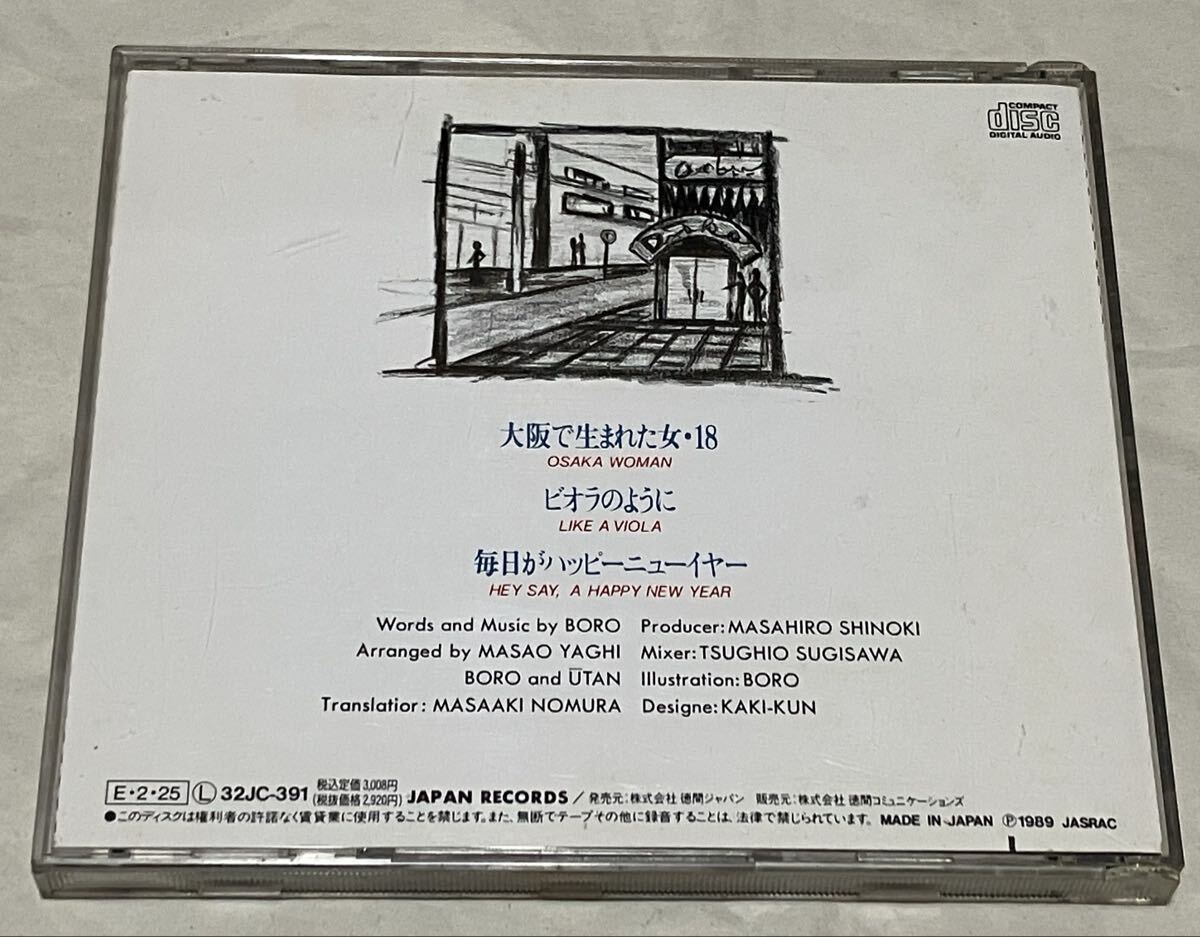 COMPACT
disc
DIGITAL AUDIO
大阪で生まれた女・18
OSAKA WOMAN
ビオラのように
LIKE A VIOLA
毎日がハッピーニューイヤー
HEY SAY, A HAPPY NEW YEAR
Words and Music by BORO Producer: MASAHIRO SHINOKI
Arranged by MASAO YAGHI Mixer: TSUGHIO SUGISAWA
BORO and ŪTAN Illustration: BORO
Translatior: MASAAKI NOMURA Designe: KAKI-KUN
E・2・25 Ⓛ 32JC-391 税込定価3,008円 (税抜価格2,920円) JAPAN RECORDS / 発売元:株式会社 徳間ジャパン 販売元:株式会社 徳間コミュニケーションズ
●このディスクは権利者の許諾なく賃貸業に使用することを禁じます。また、無断でテープその他に録音することは、法律で禁じられています。 MADE IN JAPAN Ⓟ1989 JASRAC